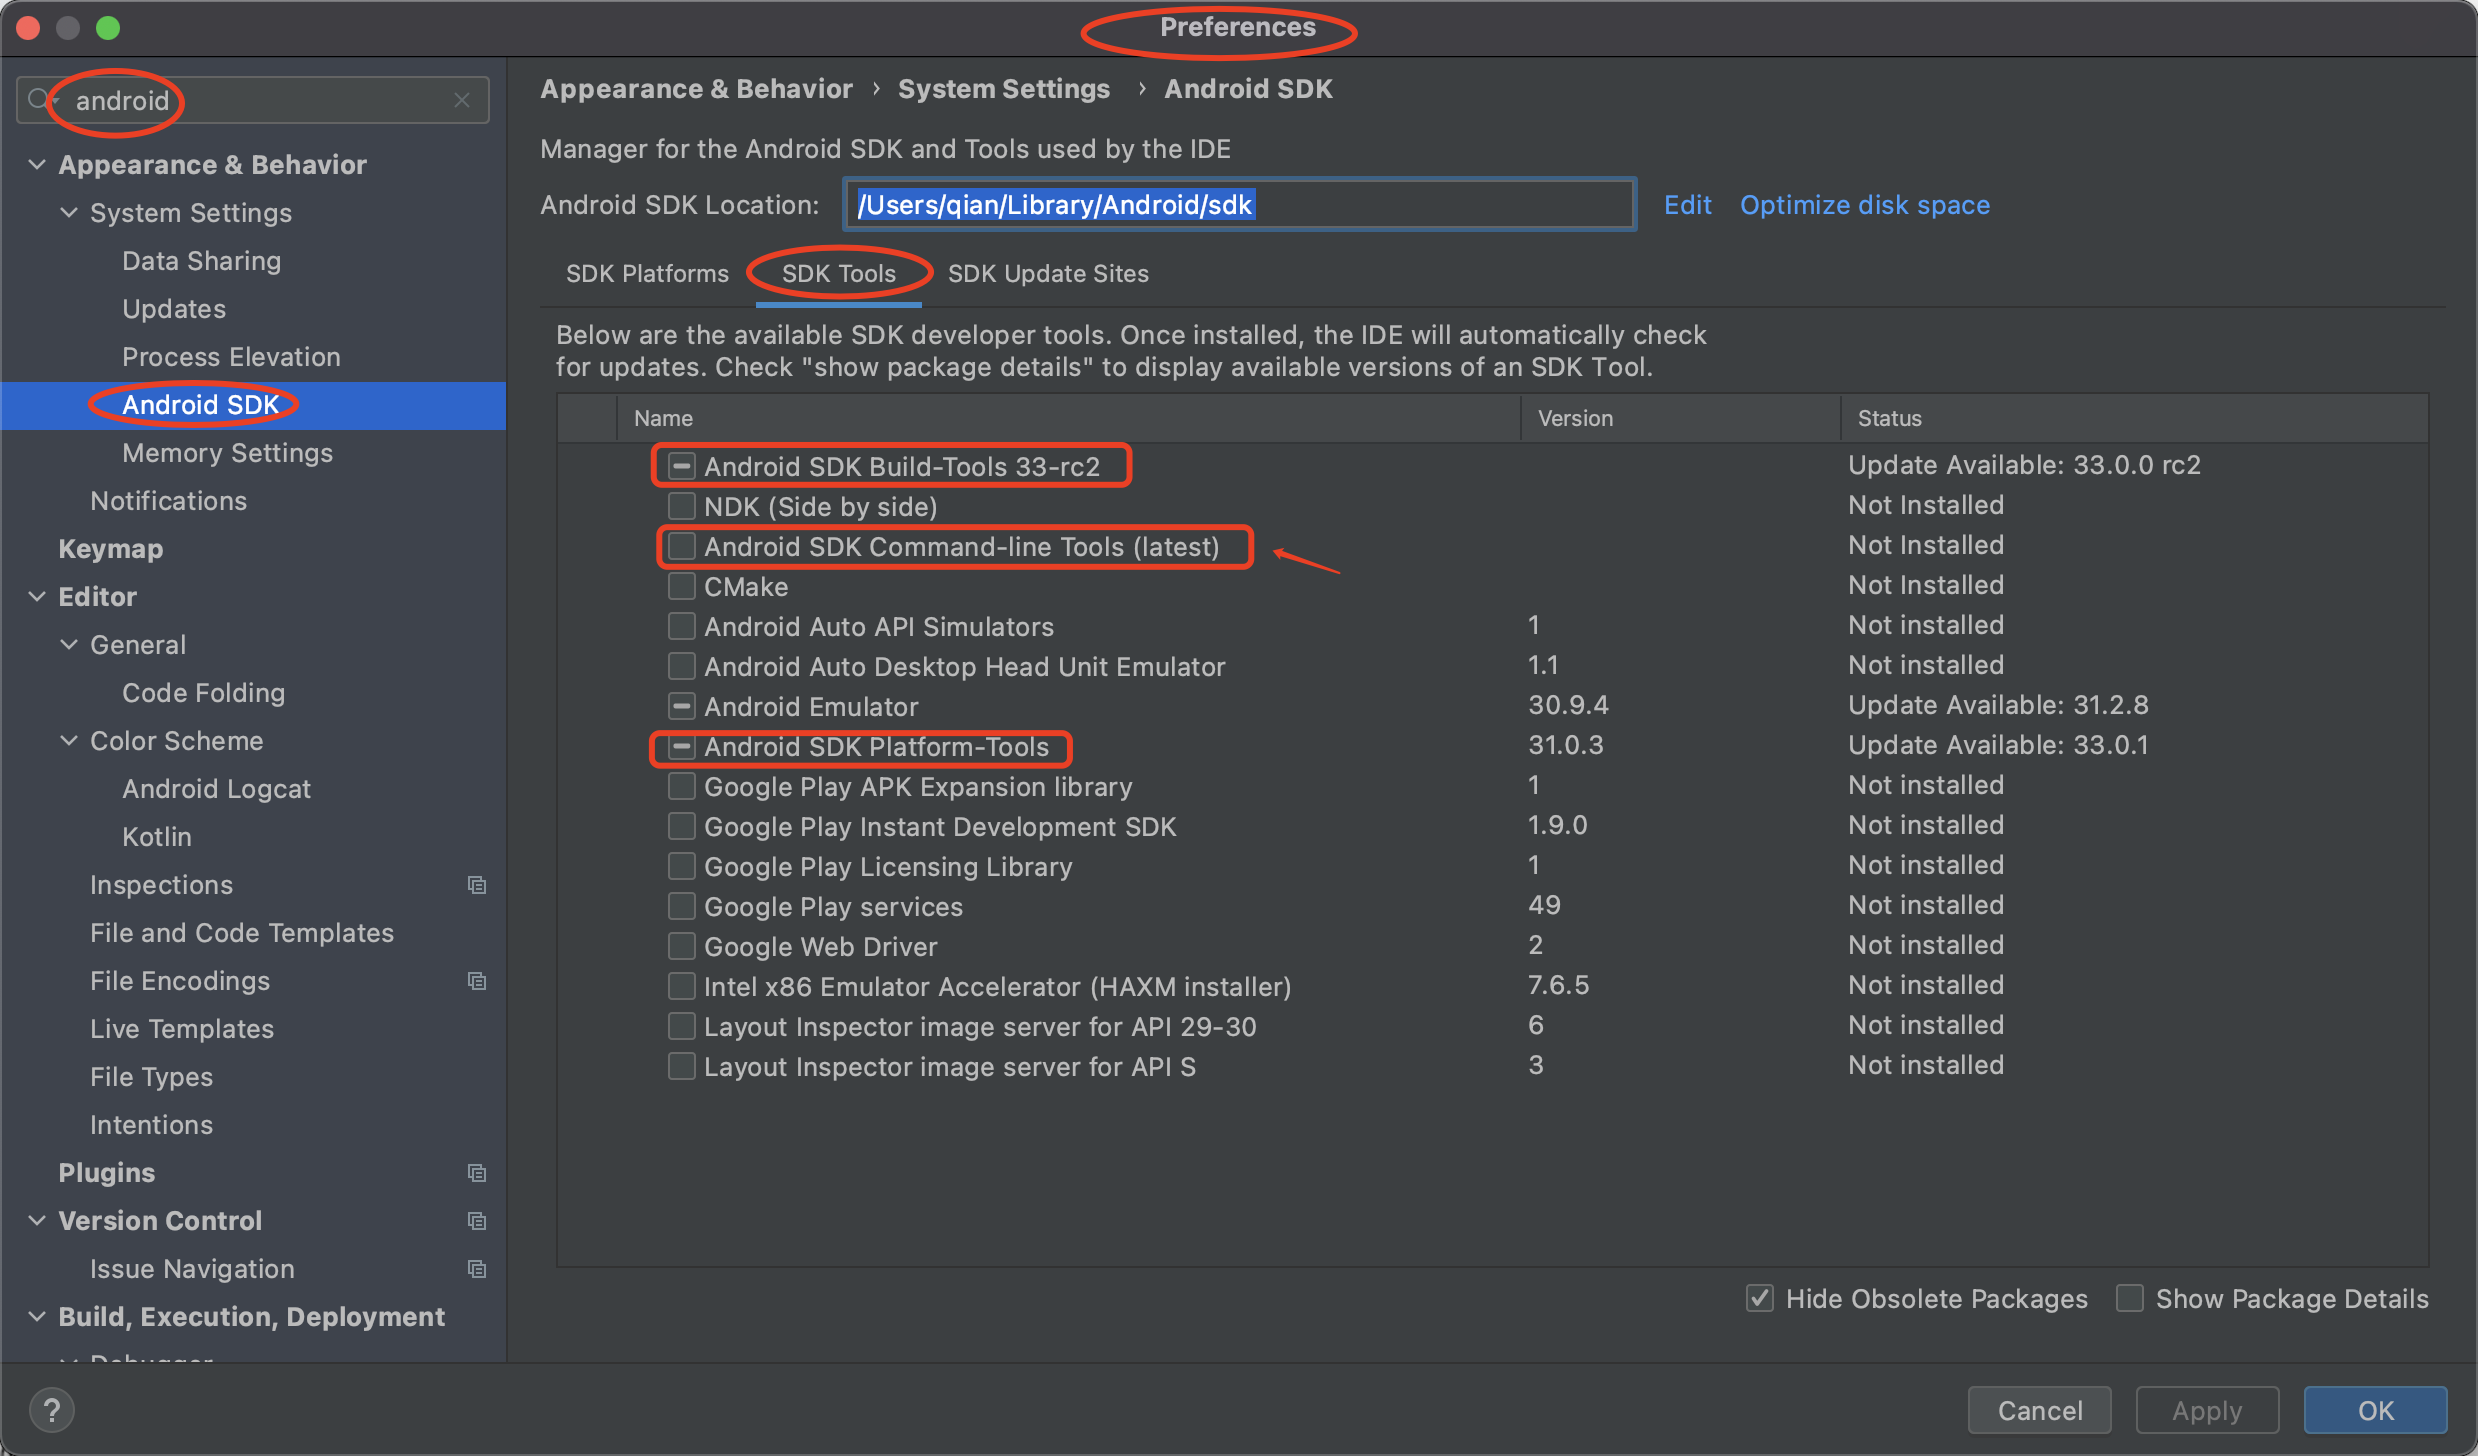 Preferences
android
Appearance & Behavior
System Settings
Data Sharing
Updates
Process Elevation
Android SDK
Memory Settings
Notifications
Keymap
Editor
General
Code Folding
Color Scheme
Android Logcat
Kotlin
Inspections
File and Code Templates
File Encodings
Live Templates
File Types
Intentions
Plugins
Version Control
Issue Navigation
Build, Execution, Deployment
Debugger
Appearance & Behavior › System Settings › Android SDK
Manager for the Android SDK and Tools used by the IDE
Android SDK Location: /Users/qian/Library/Android/sdk Edit Optimize disk space
SDK Platforms SDK Tools SDK Update Sites
Below are the available SDK developer tools. Once installed, the IDE will automatically check
for updates. Check "show package details" to display available versions of an SDK Tool.
Name Version Status
Android SDK Build-Tools 33-rc2 Update Available: 33.0.0 rc2
NDK (Side by side) Not Installed
Android SDK Command-line Tools (latest) Not Installed
CMake Not Installed
Android Auto API Simulators 1 Not installed
Android Auto Desktop Head Unit Emulator 1.1 Not installed
Android Emulator 30.9.4 Update Available: 31.2.8
Android SDK Platform-Tools 31.0.3 Update Available: 33.0.1
Google Play APK Expansion library 1 Not installed
Google Play Instant Development SDK 1.9.0 Not installed
Google Play Licensing Library 1 Not installed
Google Play services 49 Not installed
Google Web Driver 2 Not installed
Intel x86 Emulator Accelerator (HAXM installer) 7.6.5 Not installed
Layout Inspector image server for API 29-30 6 Not installed
Layout Inspector image server for API S 3 Not installed
Hide Obsolete Packages Show Package Details
? Cancel Apply OK